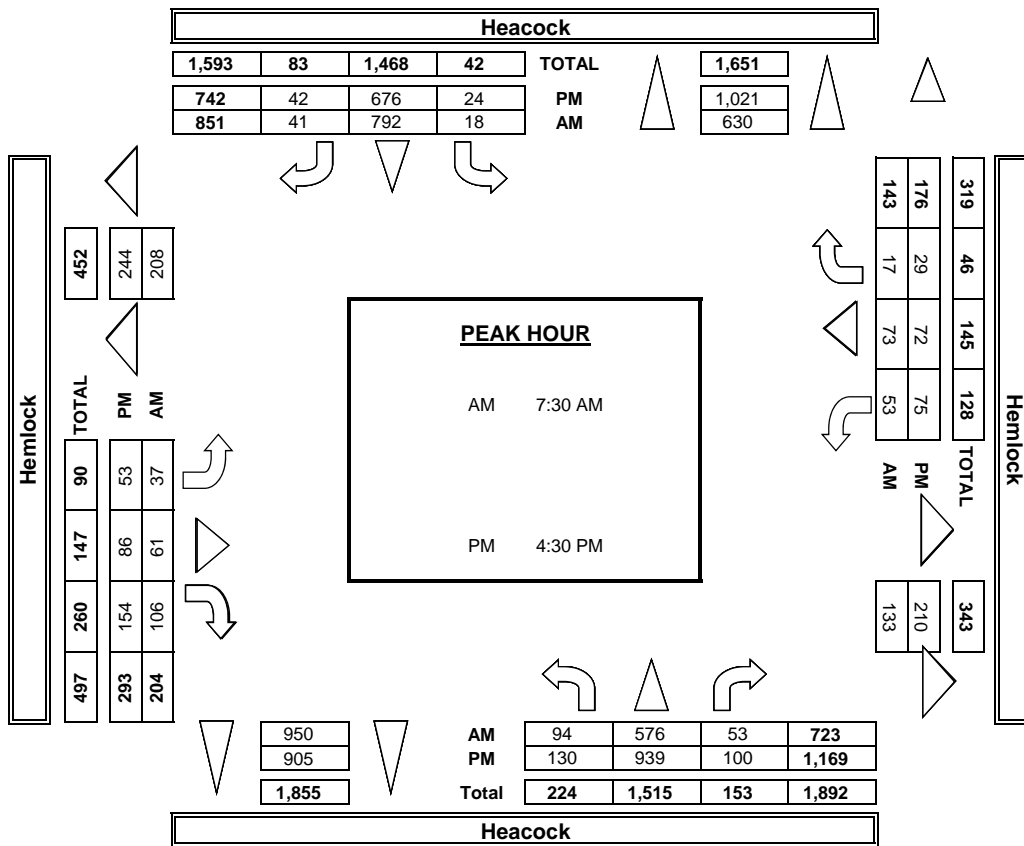 Heacock
1,593 83 1,468 42 TOTAL 1,651
742 42 676 24 PM 1,021
851 41 792 18 AM 630
Hemlock
452
244
208
TOTAL
PM
AM
90 147 260 497
53 86 154 293
37 61 106 204
PEAK HOUR
AM 7:30 AM
PM 4:30 PM
319 46 145 128 TOTAL 343
176 29 72 75 PM 210
143 17 73 53 AM 133
Hemlock
950 AM 94 576 53 723
905 PM 130 939 100 1,169
1,855 Total 224 1,515 153 1,892
Heacock